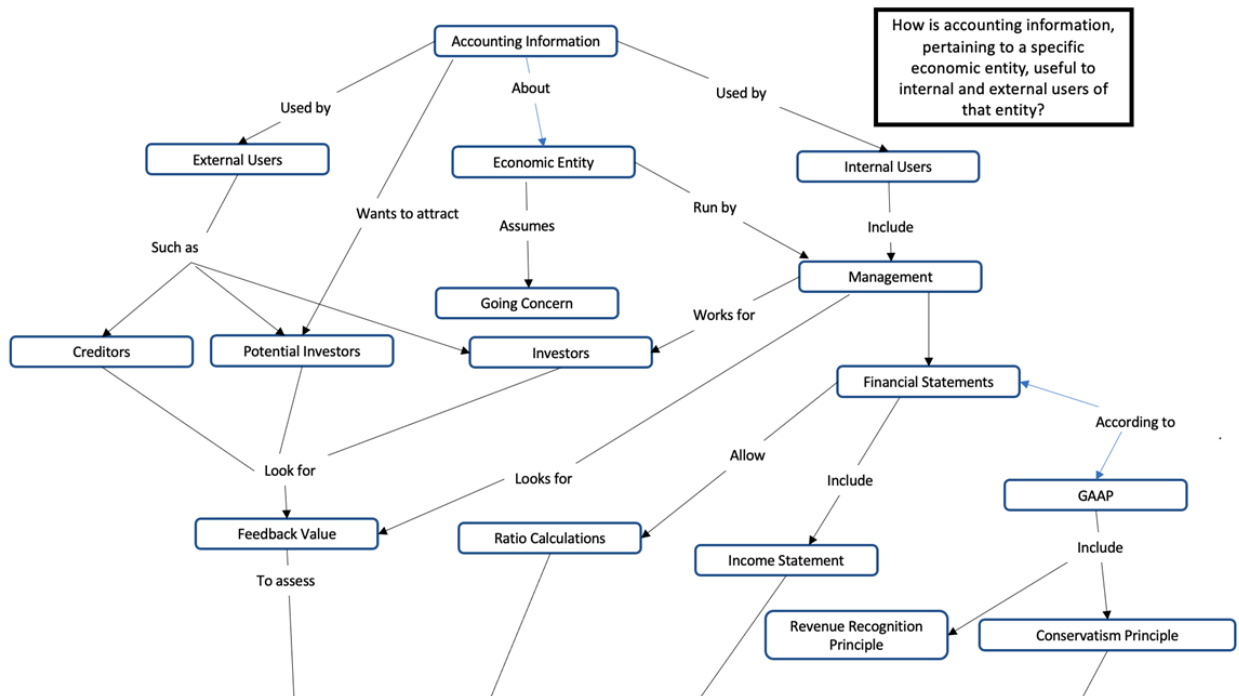 How is accounting information,
pertaining to a specific
economic entity, useful to
internal and external users of
that entity?
Accounting Information
About
Used by
Used by
External Users
Economic Entity
Internal Users
Wants to attract
Run by
Assumes
Include
Such as
Management
Going Concern
Works for
Creditors
Potential Investors
Investors
Financial Statements
According to
Allow
Look for
Looks for
Include
GAAP
Feedback Value
Ratio Calculations
Include
Income Statement
To assess
Revenue Recognition
Principle
Conservatism Principle